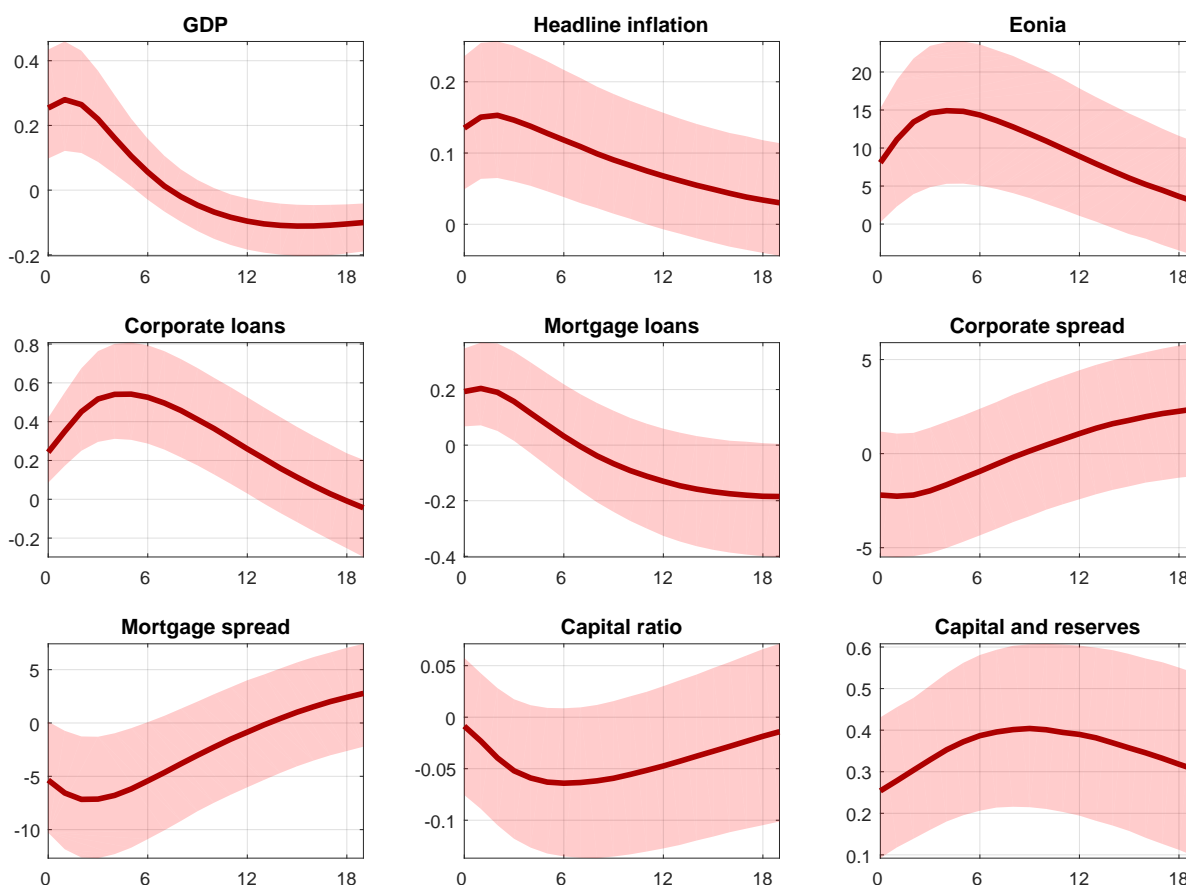 GDP
Headline inflation
Eonia
0.4
0.2
0
-0.2
0 6 12 18
0.2
0.1
0
0 6 12 18
20
15
10
5
0
0 6 12 18
Corporate loans
Mortgage loans
Corporate spread
0.8
0.6
0.4
0.2
0
-0.2
0 6 12 18
0.2
0
-0.2
-0.4
0 6 12 18
5
0
-5
0 6 12 18
Mortgage spread
Capital ratio
Capital and reserves
5
0
-5
-10
0 6 12 18
0.05
0
-0.05
-0.1
0 6 12 18
0.6
0.5
0.4
0.3
0.2
0.1
0 6 12 18